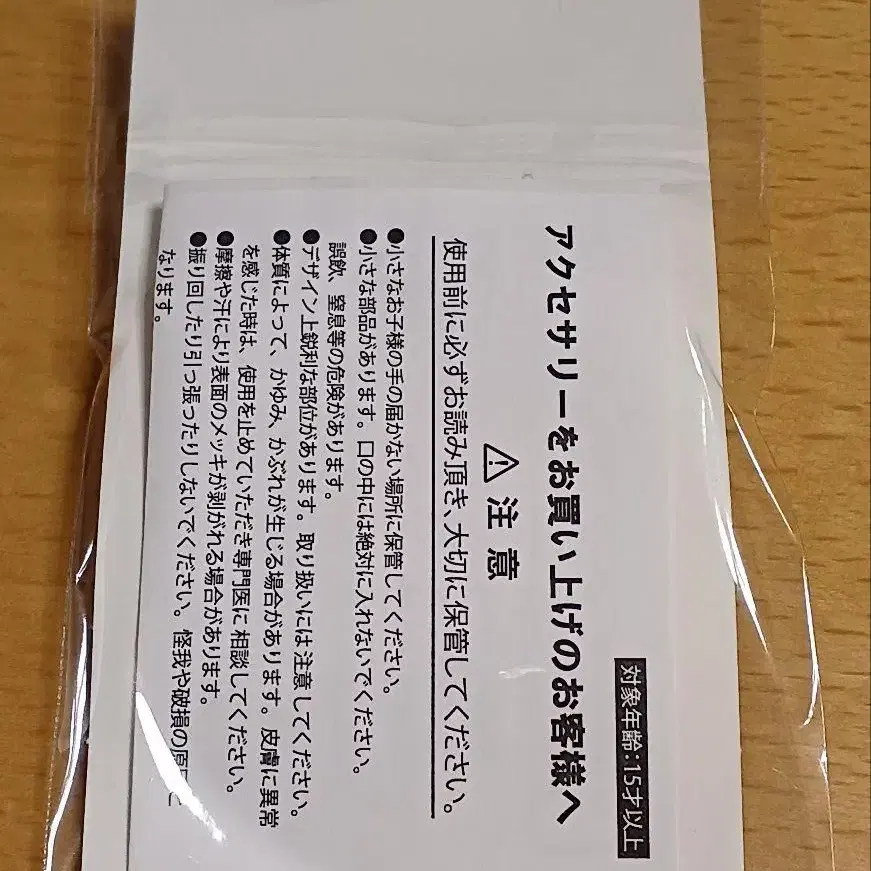 対象年齢:15才以上
アクセサリーをお買い上げのお客様へ
⚠注意
使用前に必ずお読み頂き、大切に保管してください。
●小さなお子様の手の届かない場所に保管してください。
●小さな部品があります。口の中には絶対に入れないでください。
誤飲、窒息等の危険があります。
●デザイン上鋭利な部位があります。取り扱いには注意してください。
●体質によって、かゆみ、かぶれが生じる場合があります。皮膚に異常
を感じた時は、使用を止めていただき専門医に相談してください。
●摩擦や汗により表面のメッキが剥がれる場合があります。
●振り回したり引っ張ったりしないでください。怪我や破損の原因と
なります。